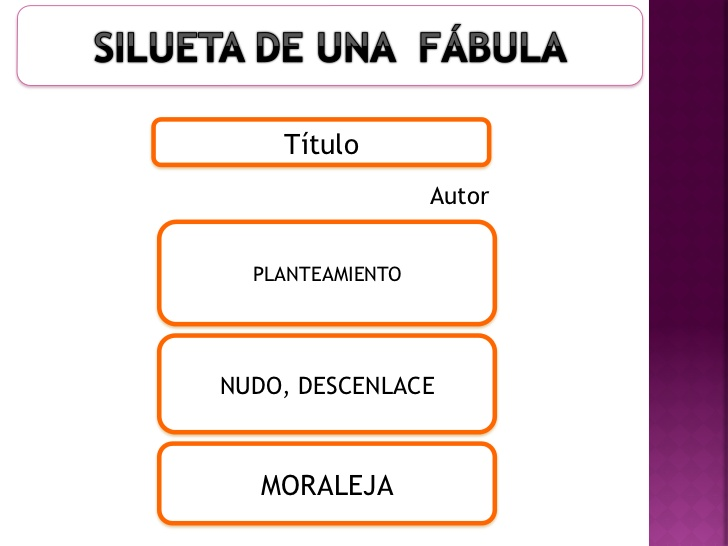 SILUETA DE UNA FÁBULA
Título
Autor
PLANTEAMIENTO
NUDO, DESCENLACE
MORALEJA